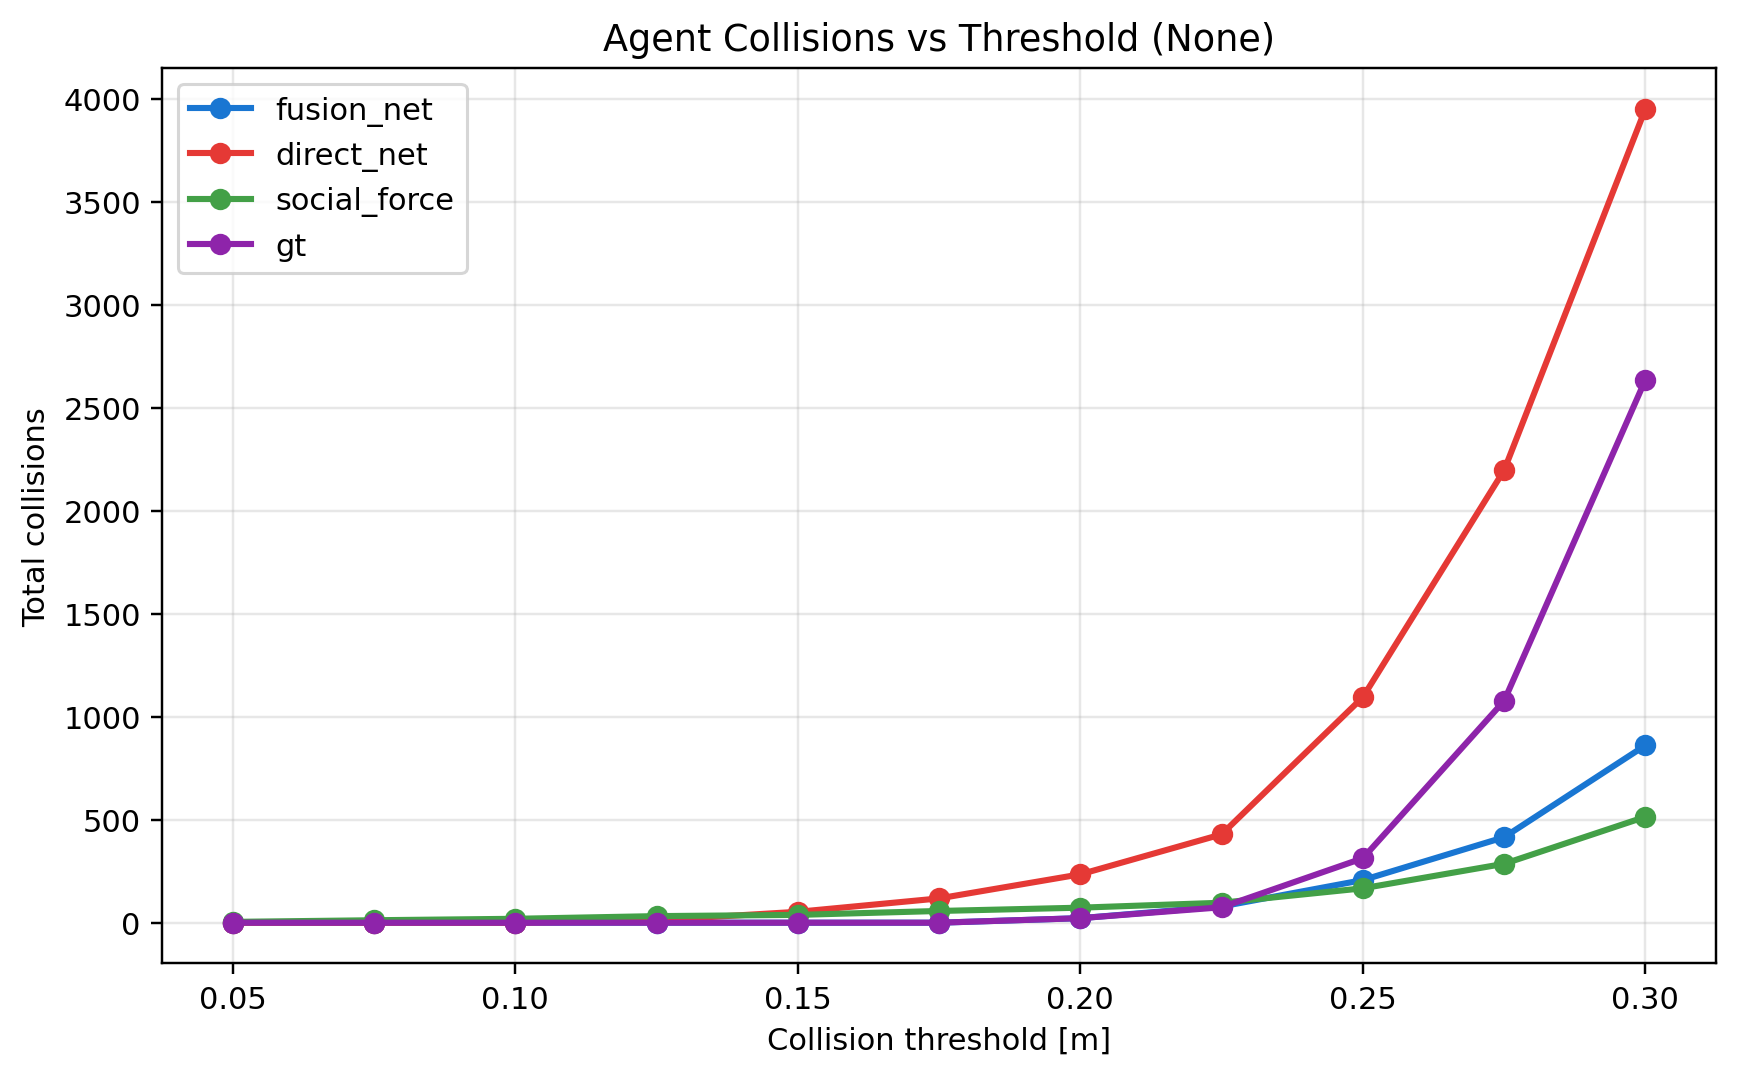 Agent Collisions vs Threshold (None)
fusion_net
direct_net
social_force
gt
Total collisions
4000
3500
3000
2500
2000
1500
1000
500
0
0.05 0.10 0.15 0.20 0.25 0.30
Collision threshold [m]